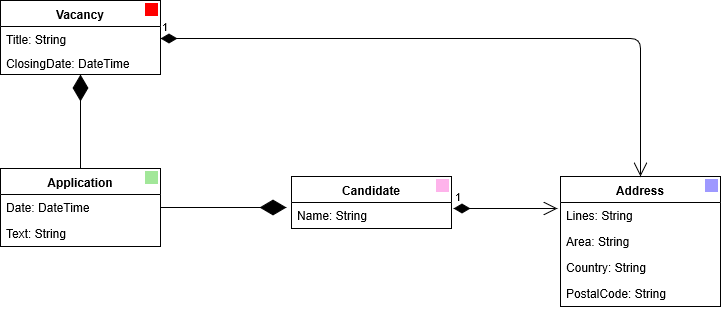 Vacancy
1
Title: String
ClosingDate: DateTime
Application
Date: DateTime
Text: String
Candidate
1
Name: String
Address
Lines: String
Area: String
Country: String
PostalCode: String